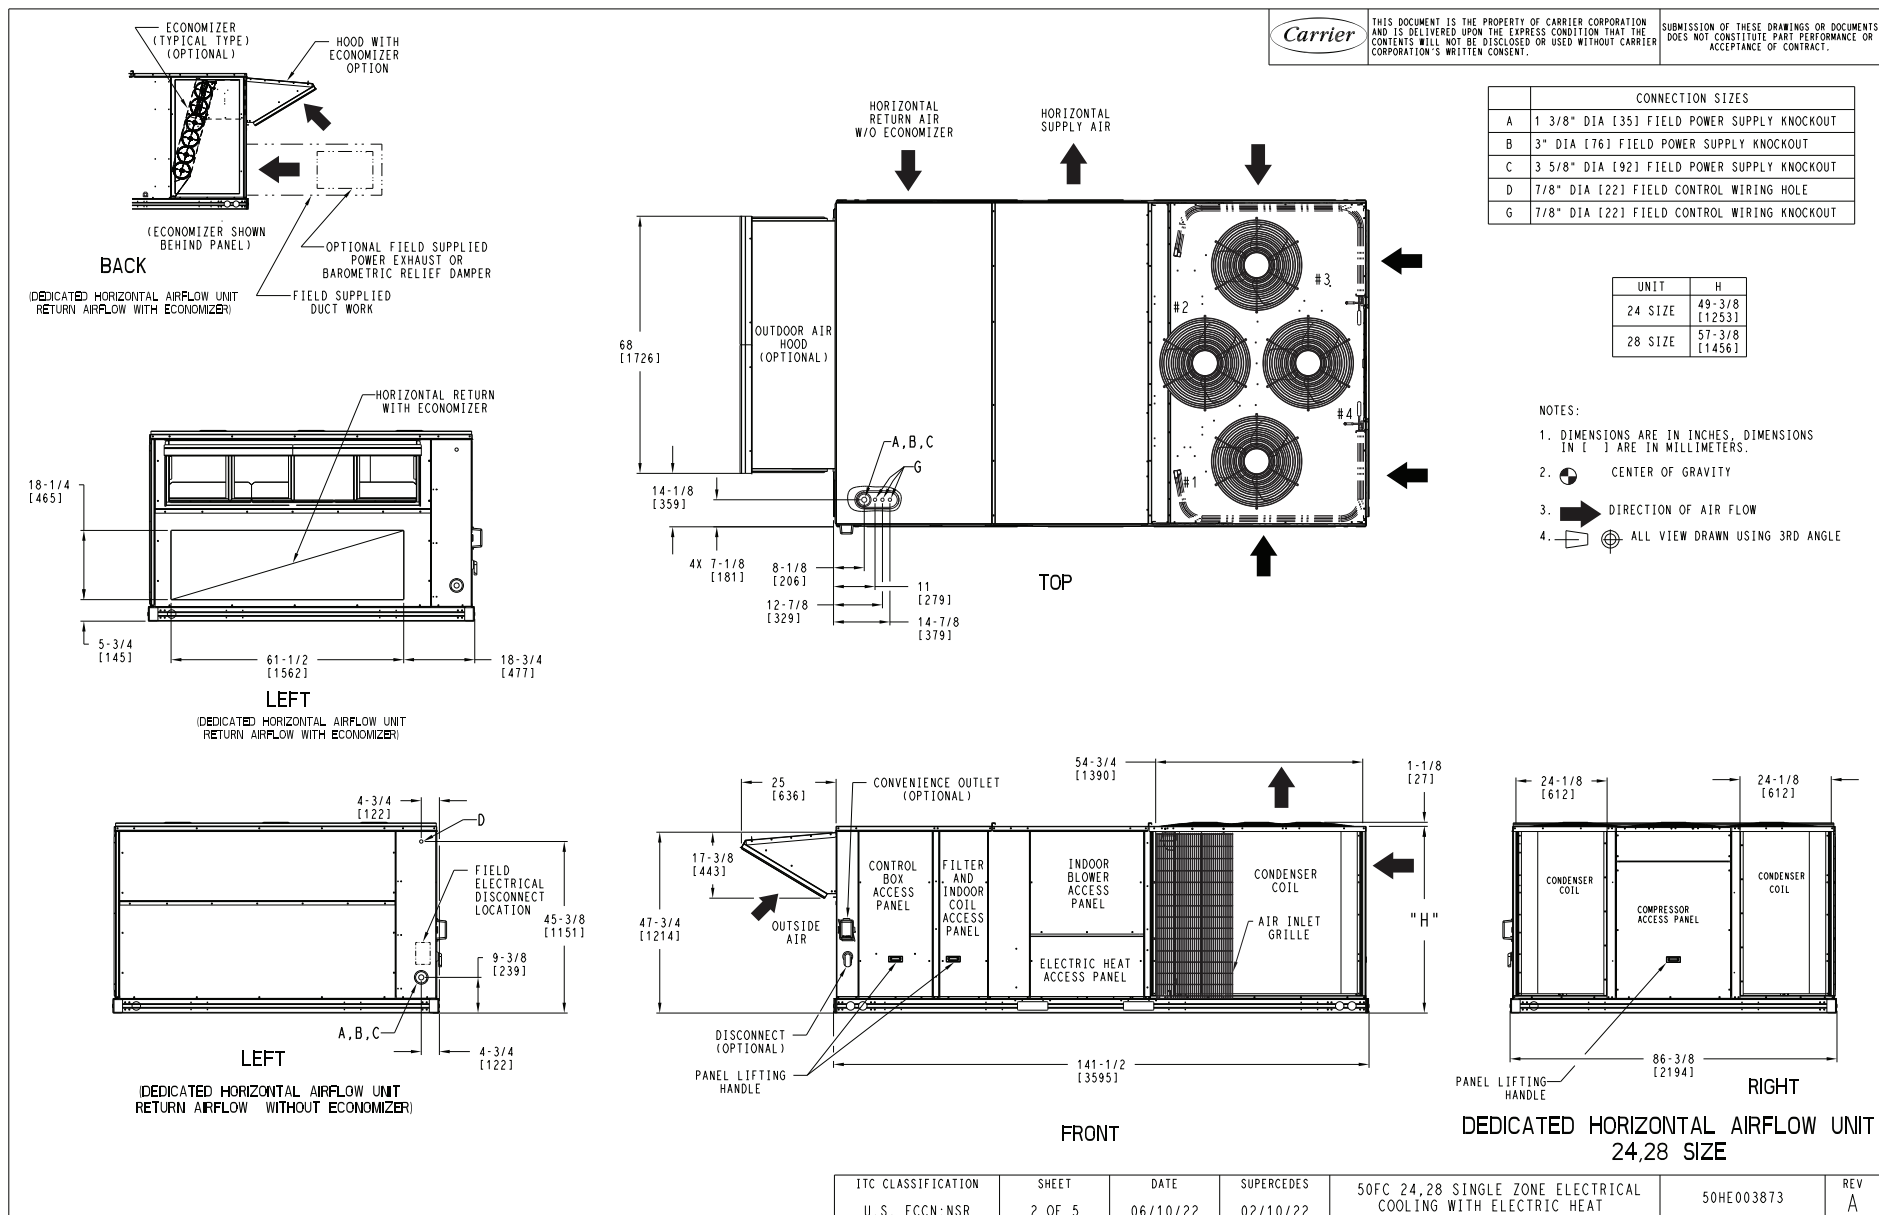 Carrier
THIS DOCUMENT IS THE PROPERTY OF CARRIER CORPORATION
AND IS DELIVERED UPON THE EXPRESS CONDITION THAT THE
CONTENTS WILL NOT BE DISCLOSED OR USED WITHOUT CARRIER
CORPORATION'S WRITTEN CONSENT.
SUBMISSION OF THESE DRAWINGS OR DOCUMENTS
DOES NOT CONSTITUTE PART PERFORMANCE OR
ACCEPTANCE OF CONTRACT.
ECONOMIZER
(TYPICAL TYPE)
(OPTIONAL)
HOOD WITH
ECONOMIZER
OPTION
(ECONOMIZER SHOWN
BEHIND PANEL)
OPTIONAL FIELD SUPPLIED
POWER EXHAUST OR
BAROMETRIC RELIEF DAMPER
FIELD SUPPLIED
DUCT WORK
BACK
(DEDICATED HORIZONTAL AIRFLOW UNIT
RETURN AIRFLOW WITH ECONOMIZER)
HORIZONTAL
RETURN AIR
W/O ECONOMIZER
HORIZONTAL
SUPPLY AIR
68
[1726]
OUTDOOR AIR
HOOD
(OPTIONAL)
#3
#2
#4
#1
A,B,C
G
14-1/8
[359]
4X 7-1/8
[181]
8-1/8
[206]
11
[279]
12-7/8
[329]
14-7/8
[379]
TOP
CONNECTION SIZES
A 1 3/8" DIA [35] FIELD POWER SUPPLY KNOCKOUT
B 3" DIA [76] FIELD POWER SUPPLY KNOCKOUT
C 3 5/8" DIA [92] FIELD POWER SUPPLY KNOCKOUT
D 7/8" DIA [22] FIELD CONTROL WIRING HOLE
G 7/8" DIA [22] FIELD CONTROL WIRING KNOCKOUT
UNIT H
24 SIZE 49-3/8 [1253]
28 SIZE 57-3/8 [1456]
NOTES:
1. DIMENSIONS ARE IN INCHES, DIMENSIONS
IN [ ] ARE IN MILLIMETERS.
2. CENTER OF GRAVITY
3. DIRECTION OF AIR FLOW
4. ALL VIEW DRAWN USING 3RD ANGLE
HORIZONTAL RETURN
WITH ECONOMIZER
18-1/4
[465]
5-3/4
[145]
61-1/2
[1562]
18-3/4
[477]
LEFT
(DEDICATED HORIZONTAL AIRFLOW UNIT
RETURN AIRFLOW WITH ECONOMIZER)
4-3/4
[122]
D
FIELD
ELECTRICAL
DISCONNECT
LOCATION
45-3/8
[1151]
9-3/8
[239]
A,B,C
4-3/4
[122]
LEFT
(DEDICATED HORIZONTAL AIRFLOW UNIT
RETURN AIRFLOW WITHOUT ECONOMIZER)
25
[636]
CONVENIENCE OUTLET
(OPTIONAL)
54-3/4
[1390]
1-1/8
[27]
17-3/8
[443]
47-3/4
[1214]
OUTSIDE
AIR
CONTROL
BOX
ACCESS
PANEL
FILTER
AND
INDOOR
COIL
ACCESS
PANEL
INDOOR
BLOWER
ACCESS
PANEL
ELECTRIC HEAT
ACCESS PANEL
CONDENSER
COIL
AIR INLET
GRILLE
"H"
DISCONNECT
(OPTIONAL)
PANEL LIFTING
HANDLE
141-1/2
[3595]
FRONT
24-1/8
[612]
24-1/8
[612]
CONDENSER
COIL
COMPRESSOR
ACCESS PANEL
CONDENSER
COIL
86-3/8
[2194]
PANEL LIFTING
HANDLE
RIGHT
DEDICATED HORIZONTAL AIRFLOW UNIT
24,28 SIZE
ITC CLASSIFICATION
U.S. ECCN:NSR
SHEET
2 OF 5
DATE
06/10/22
SUPERCEDES
02/10/22
50FC 24,28 SINGLE ZONE ELECTRICAL
COOLING WITH ELECTRIC HEAT
50HE003873
REV
A